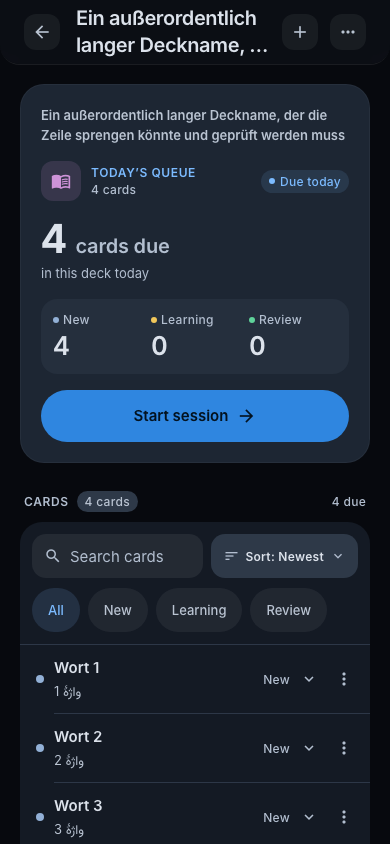 Ein außerordentlich
langer Deckname, ...
Ein außerordentlich langer Deckname, der die
Zeile sprengen könnte und geprüft werden muss
TODAY'S QUEUE
4 cards
Due today
4 cards due
in this deck today
New
Learning
Review
4
0
0
Start session
CARDS
4 cards
4 due
Search cards
Sort: Newest
All
New
Learning
Review
Wort 1
واژهٔ 1
New
Wort 2
واژهٔ 2
New
Wort 3
واژهٔ 3
New